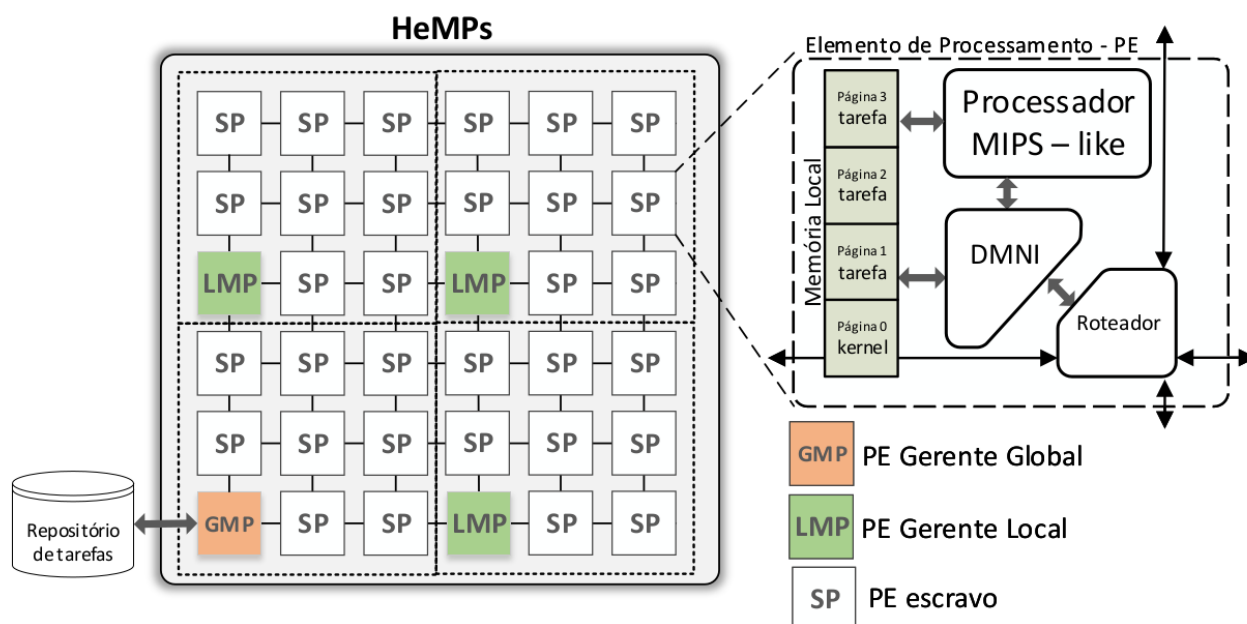 HeMPs
SP SP SP SP SP SP
SP SP SP SP SP SP
LMP SP SP LMP SP SP
SP SP SP SP SP SP
SP SP SP SP SP SP
GMP SP SP LMP SP SP
Repositório
de tarefas
Elemento de Processamento - PE
Memória Local
Página 3
tarefa
Página 2
tarefa
Página 1
tarefa
Página 0
kernel
Processador
MIPS – like
DMNI
Roteador
GMP PE Gerente Global
LMP PE Gerente Local
SP PE escravo